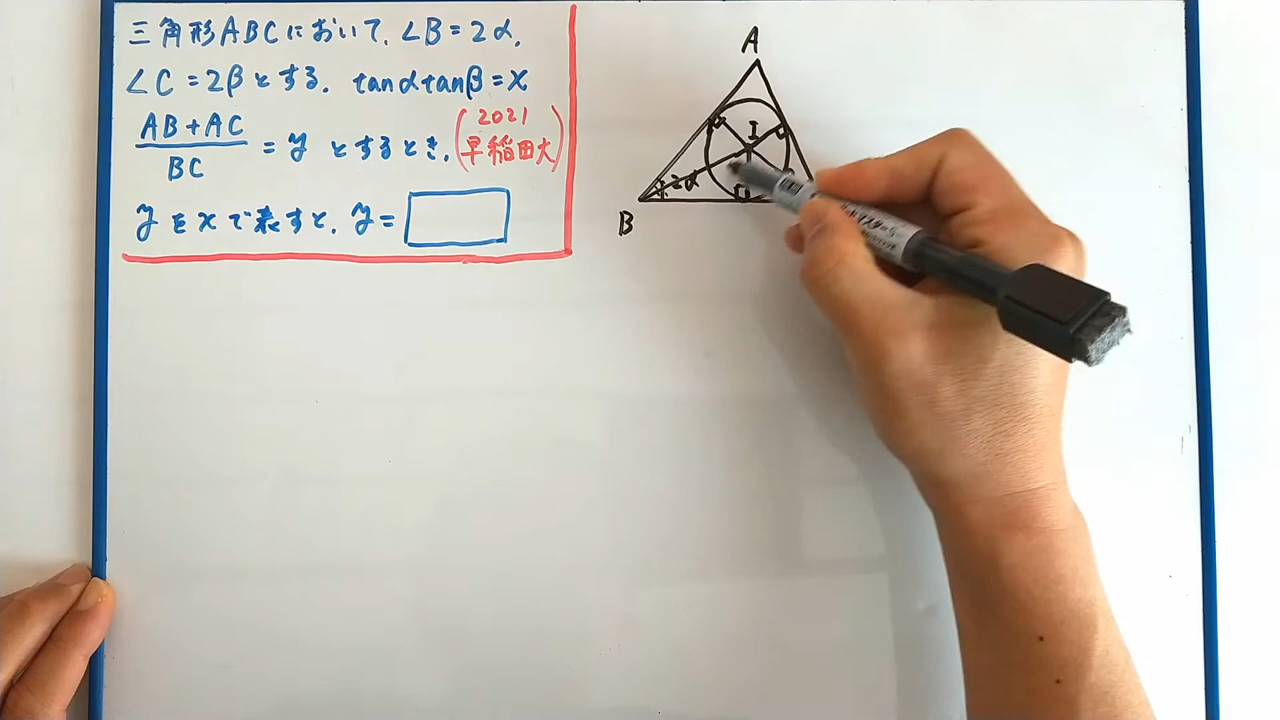 三角形ABCにおいて、∠B=2α,
∠C=2βとする. tanαtanβ=x
AB+AC
BC
=y とするとき、
(2021
早稲田大)
yをxで表すと、y=
A
I
2α
B